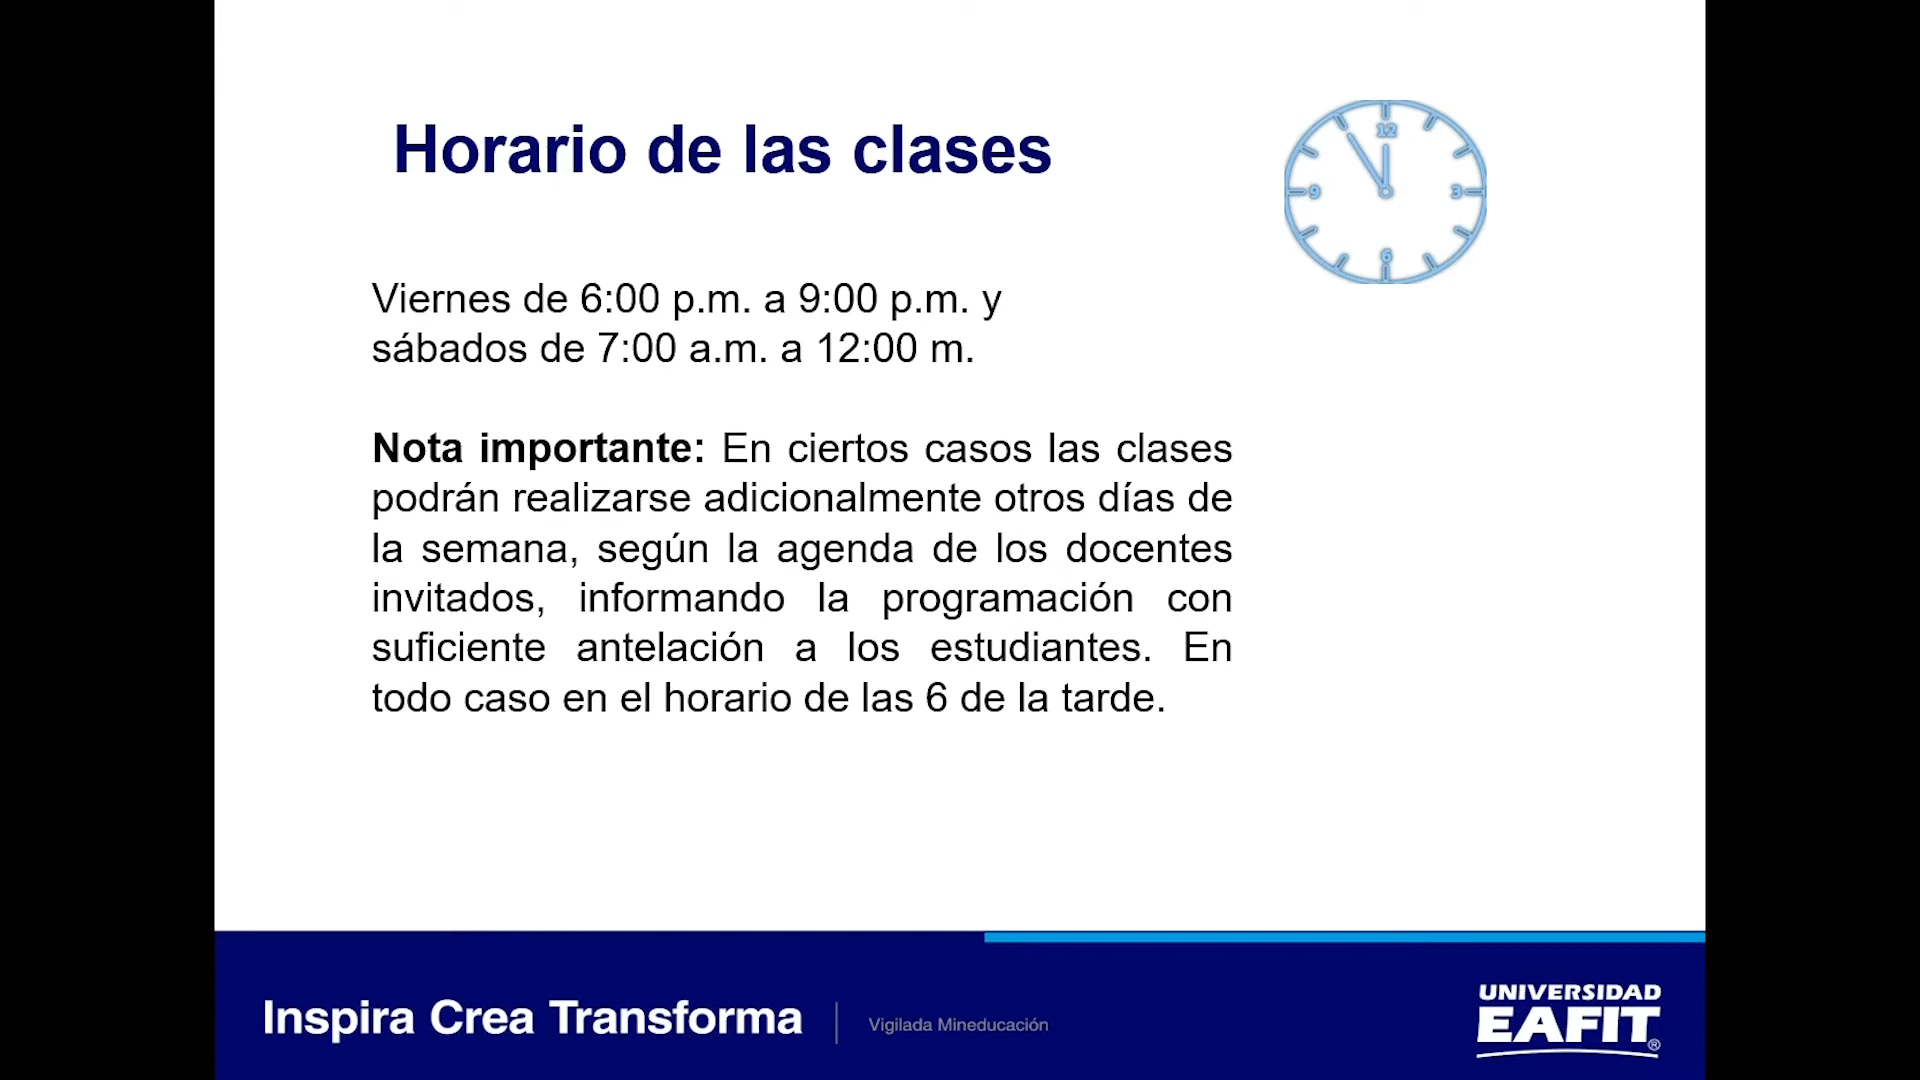 Horario de las clases
12
9
3
6
Viernes de 6:00 p.m. a 9:00 p.m. y
sábados de 7:00 a.m. a 12:00 m.
Nota importante: En ciertos casos las clases
podrán realizarse adicionalmente otros días de
la semana, según la agenda de los docentes
invitados, informando la programación con
suficiente antelación a los estudiantes. En
todo caso en el horario de las 6 de la tarde.
Inspira Crea Transforma
Vigilada Mineducación
UNIVERSIDAD
EAFIT®